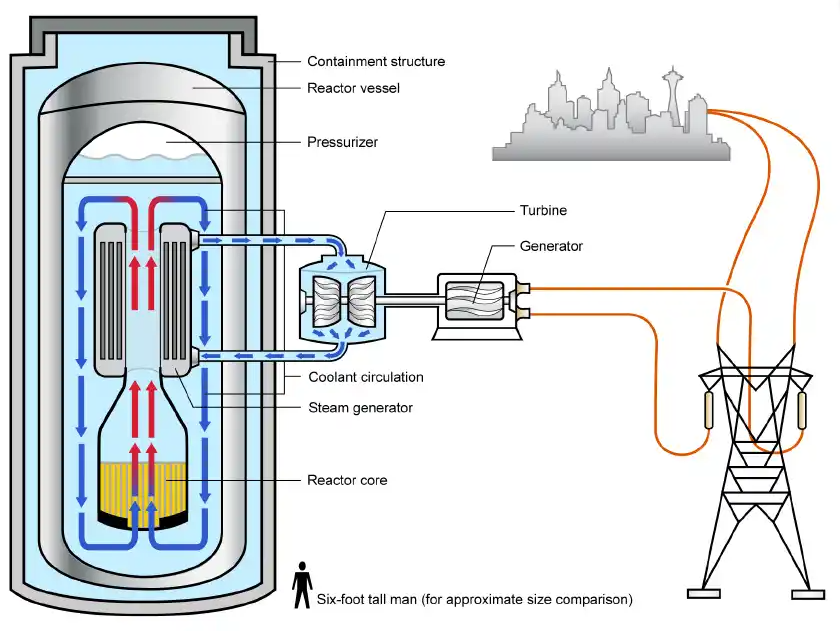 Containment structure
Reactor vessel
Pressurizer
Turbine
Generator
Coolant circulation
Steam generator
Reactor core
Six-foot tall man (for approximate size comparison)